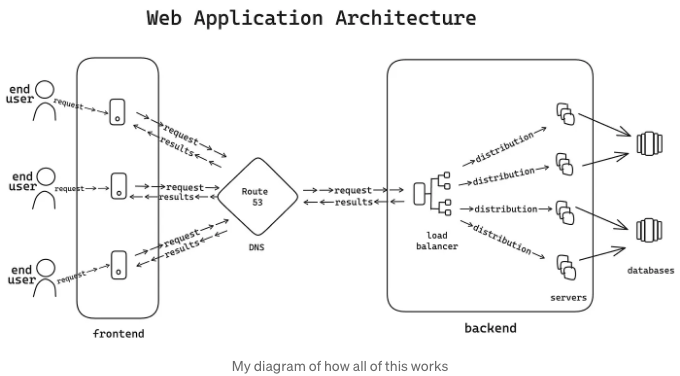 Web Application Architecture
end
user
request
request
results
end
user
request
request
results
end
user
request
request
results
frontend
Route
53
DNS
request
results
load
balancer
distribution
distribution
distribution
distribution
servers
backend
databases
My diagram of how all of this works